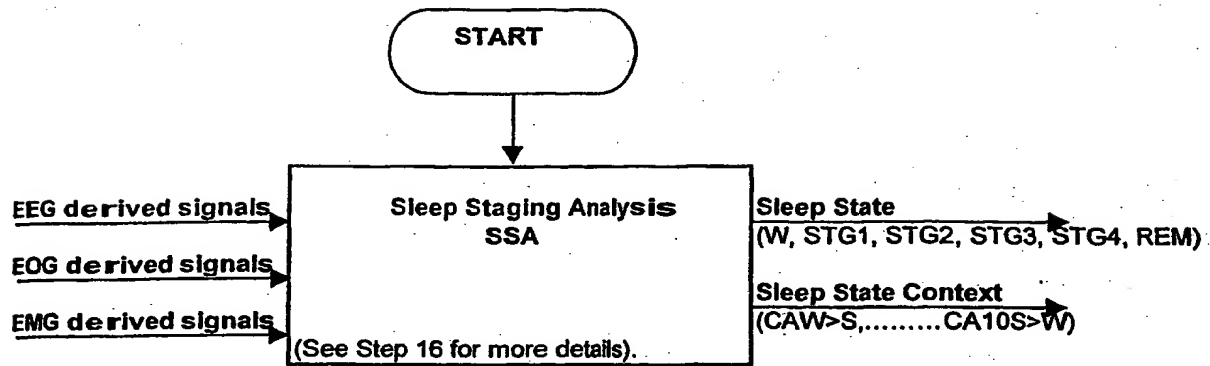 START
Sleep Staging Analysis
SSA
(See Step 16 for more details).
EEG derived signals
EOG derived signals
EMG derived signals
Sleep State
(W, STG1, STG2, STG3, STG4, REM)
Sleep State Context
(CAW>S,.........CA10S>W)